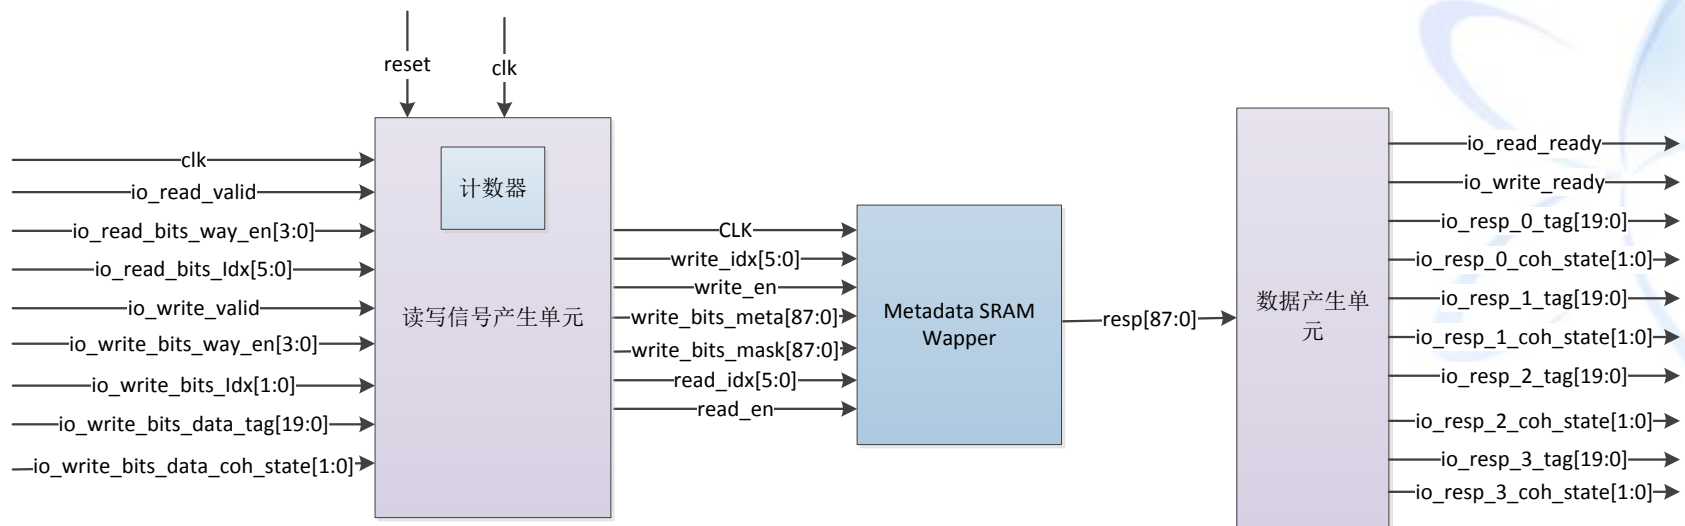 reset
clk
clk
io_read_valid
io_read_bits_way_en[3:0]
io_read_bits_Idx[5:0]
io_write_valid
io_write_bits_way_en[3:0]
io_write_bits_Idx[1:0]
io_write_bits_data_tag[19:0]
io_write_bits_data_coh_state[1:0]
计数器
读写信号产生单元
CLK
write_idx[5:0]
write_en
write_bits_meta[87:0]
write_bits_mask[87:0]
read_idx[5:0]
read_en
Metadata SRAM
Wapper
resp[87:0]
数据产生单
元
io_read_ready
io_write_ready
io_resp_0_tag[19:0]
io_resp_0_coh_state[1:0]
io_resp_1_tag[19:0]
io_resp_1_coh_state[1:0]
io_resp_2_tag[19:0]
io_resp_2_coh_state[1:0]
io_resp_3_tag[19:0]
io_resp_3_coh_state[1:0]